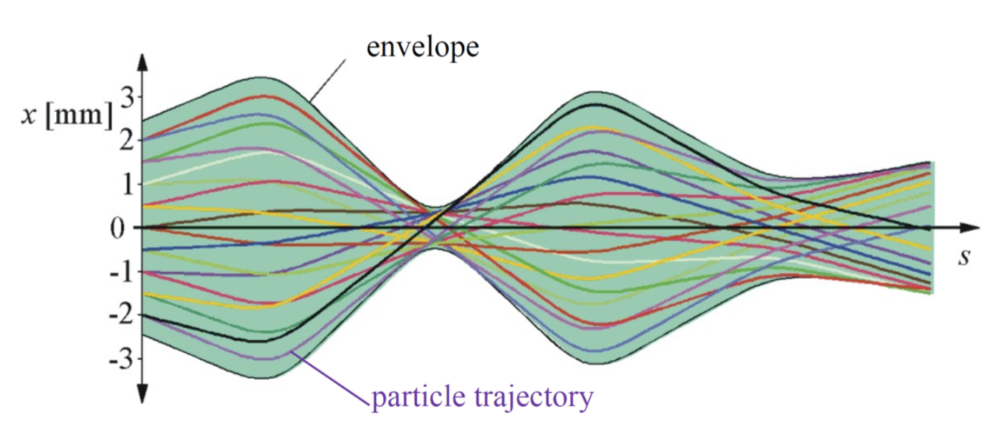 envelope
x [mm]
3
2
1
0
-1
-2
-3
s
particle trajectory